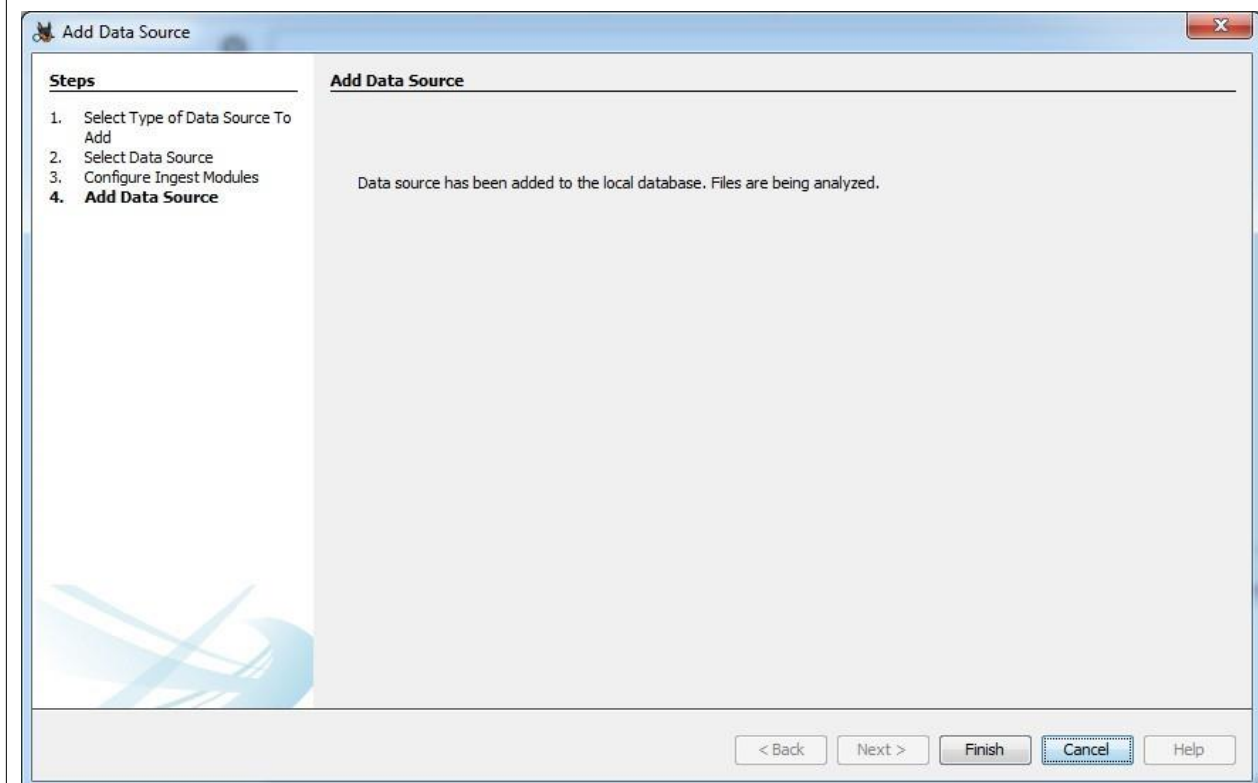 Add Data Source
Steps
1. Select Type of Data Source To
Add
2. Select Data Source
3. Configure Ingest Modules
4. Add Data Source
Add Data Source
Data source has been added to the local database. Files are being analyzed.
< Back
Next >
Finish
Cancel
Help